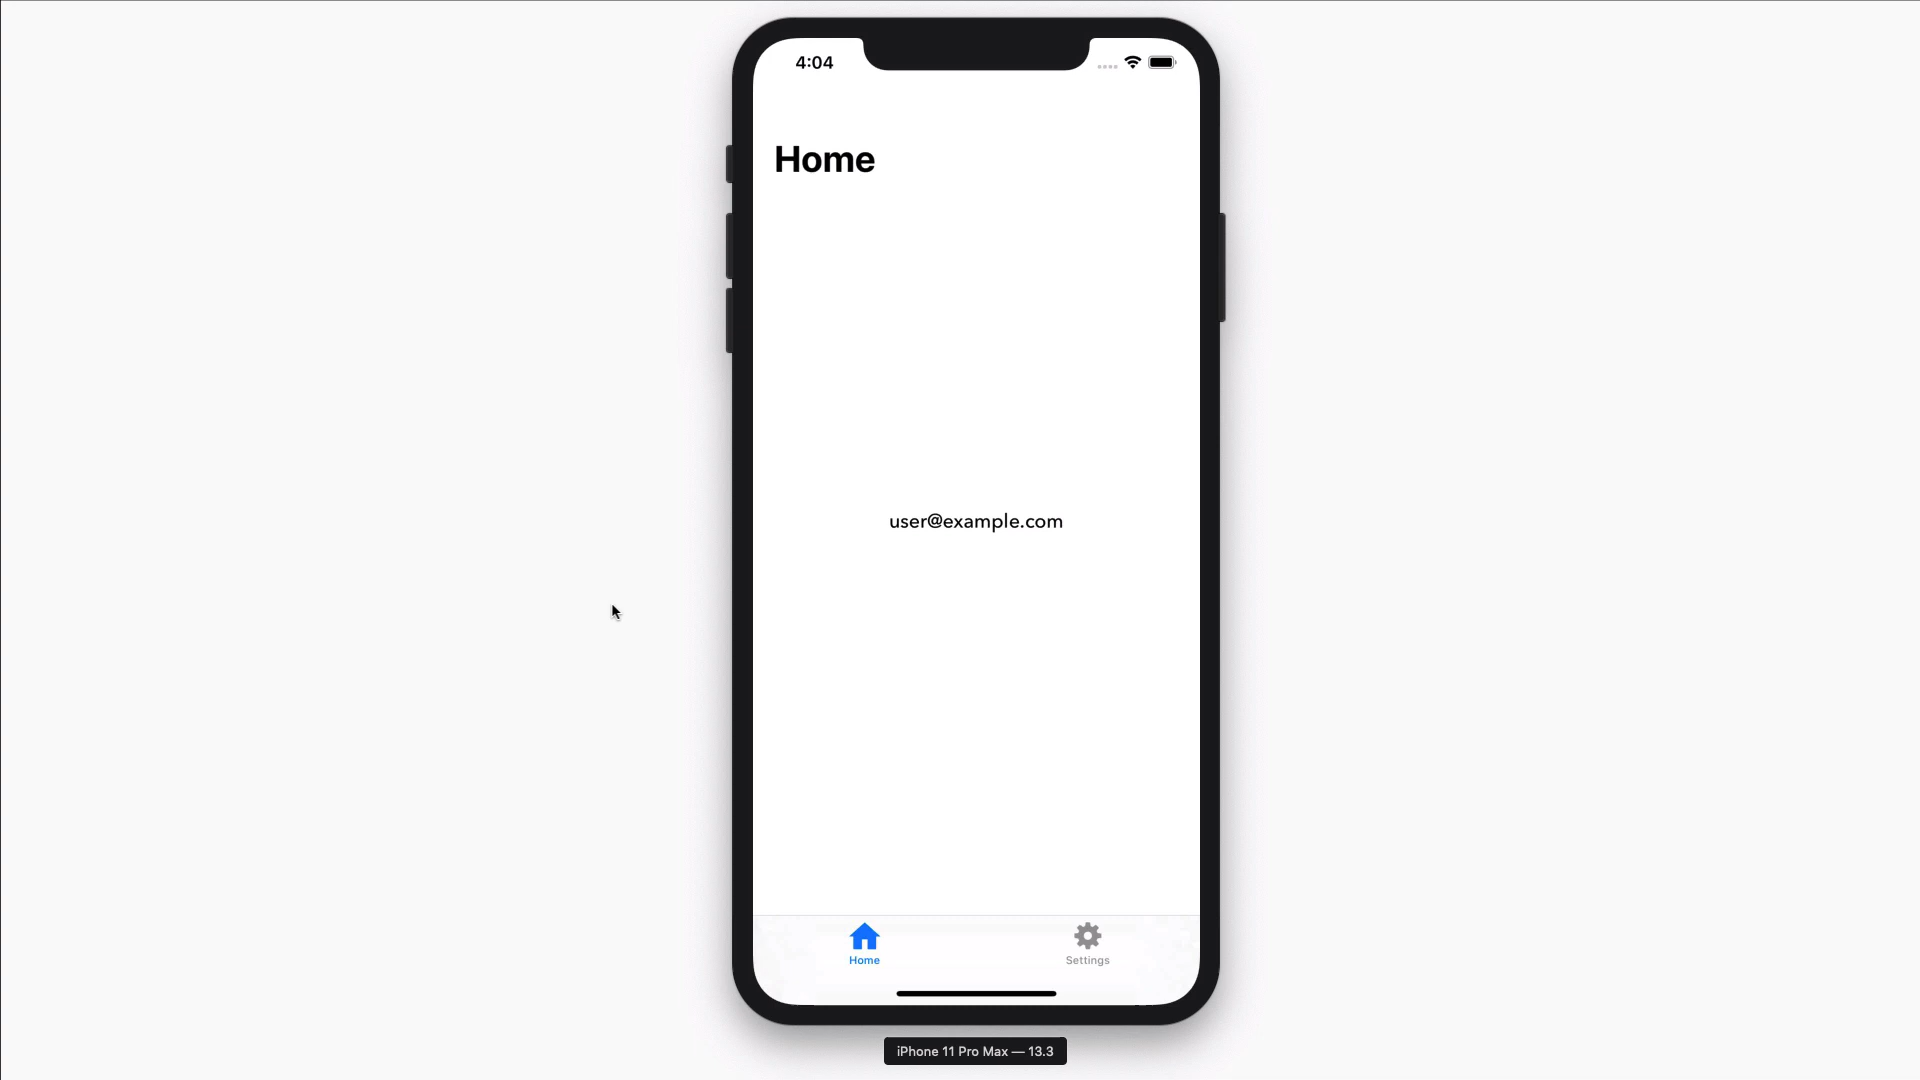 4:04
Home
user@example.com
Home
Settings
iPhone 11 Pro Max — 13.3